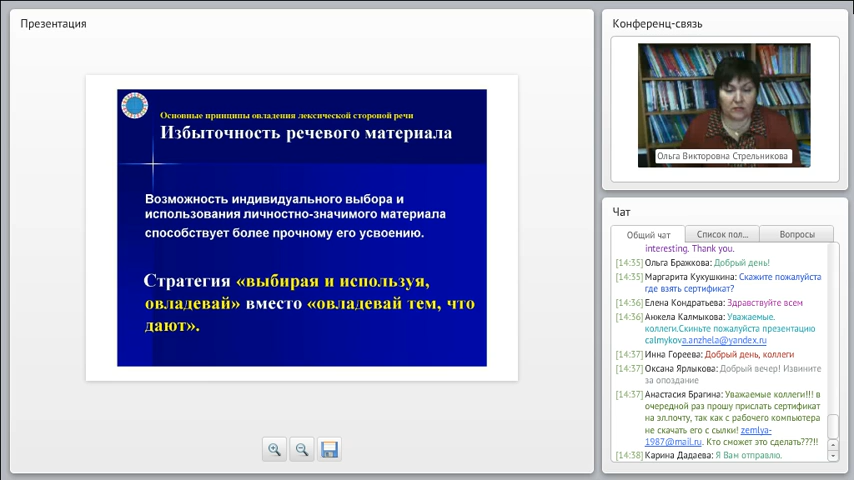 Презентация
Основные принципы овладения лексической стороной речи
Избыточность речевого материала
Возможность индивидуального выбора и
использования личностно-значимого материала
способствует более прочному его усвоению.
Стратегия «выбирая и используя,
овладевай» вместо «овладевай тем, что
дают».
Конференц-связь
Ольга Викторовна Стрельникова
Чат
Общий чат
Список пол...
Вопросы
interesting. Thank you.
[14:35] Ольга Бражкова: Добрый день!
[14:35] Маргарита Кукушкина: Скажите пожалуйста
где взять сертификат?
[14:36] Елена Кондратьева: Здравствуйте всем
[14:36] Анжела Калмыкова: Уважаемые.
коллеги.Скиньте пожалуйста презентацию
calmykova.anzhela@yandex.ru
[14:37] Инна Гореева: Добрый день, коллеги
[14:37] Оксана Ярлыкова: Добрый вечер! Извините
за опоздание
[14:37] Анастасия Брагина: Уважаемые коллеги!!! в
очередной раз прошу прислать сертификат
на эл.почту, так как с рабочего компьютера
не скачать его с сылки! zemlya-
1987@mail.ru. Кто сможет это сделать???!!
[14:38] Карина Дадаева: Я Вам отправлю.